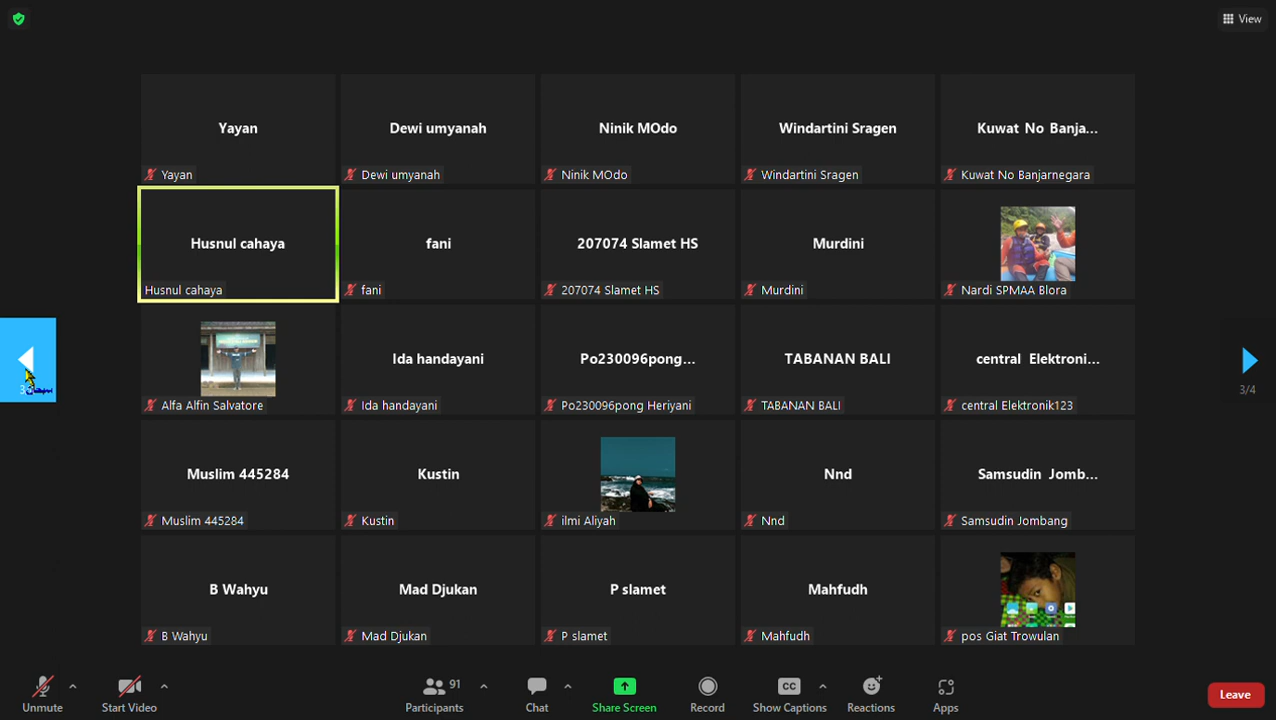 View
Yayan
Yayan
Dewi umyanah
Dewi umyanah
Ninik MOdo
Ninik MOdo
Windartini Sragen
Windartini Sragen
Kuwat No Banja...
Kuwat No Banjarnegara
Husnul cahaya
Husnul cahaya
fani
fani
207074 Slamet HS
207074 Slamet HS
Murdini
Murdini
Nardi SPMAA Blora
Alfa Alfin Salvatore
Ida handayani
Ida handayani
Po230096pong...
Po230096pong Heriyani
TABANAN BALI
TABANAN BALI
central Elektroni...
central Elektronik123
3/4
Muslim 445284
Muslim 445284
Kustin
Kustin
ilmi Aliyah
Nnd
Nnd
Samsudin Jomb...
Samsudin Jombang
B Wahyu
B Wahyu
Mad Djukan
Mad Djukan
P slamet
P slamet
Mahfudh
Mahfudh
pos Giat Trowulan
Unmute
Start Video
Participants 91
Chat
Share Screen
Record
CC
Show Captions
Reactions
Apps
Leave